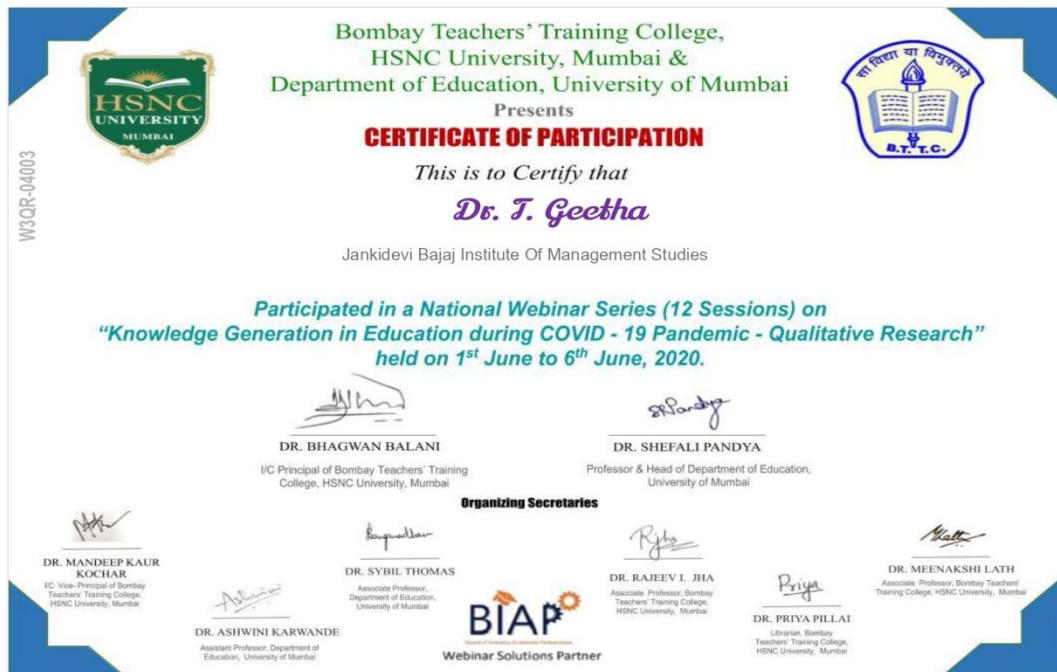 Bombay Teachers' Training College,
HSNC University, Mumbai &
Department of Education, University of Mumbai
Presents
CERTIFICATE OF PARTICIPATION
HSNC
UNIVERSITY
MUMBAI
सा विद्या या विमुक्तये
B.T.T.C.
W3QR-04003
This is to Certify that
Dr. T. Geetha
Jankidevi Bajaj Institute Of Management Studies
Participated in a National Webinar Series (12 Sessions) on
“Knowledge Generation in Education during COVID - 19 Pandemic - Qualitative Research”
held on 1st June to 6th June, 2020.
SRPandya
DR. BHAGWAN BALANI
I/C Principal of Bombay Teachers' Training
College, HSNC University, Mumbai
DR. SHEFALI PANDYA
Professor & Head of Department of Education,
University of Mumbai
Organizing Secretaries
DR. MANDEEP KAUR
KOCHAR
I/C Vice- Principal of Bombay
Teachers' Training College,
HSNC University, Mumbai
Ashwini
DR. ASHWINI KARWANDE
Assistant Professor, Department of
Education, University of Mumbai
DR. SYBIL THOMAS
Associate Professor,
Department of Education,
University of Mumbai
BIAP
Webinar Solutions Partner
DR. RAJEEV I. JHA
Associate Professor, Bombay
Teachers' Training College,
HSNC University, Mumbai
Priya
DR. PRIYA PILLAI
Librarian, Bombay
Teachers' Training College,
HSNC University, Mumbai
DR. MEENAKSHI LATH
Associate Professor, Bombay Teachers'
Training College, HSNC University, Mumbai